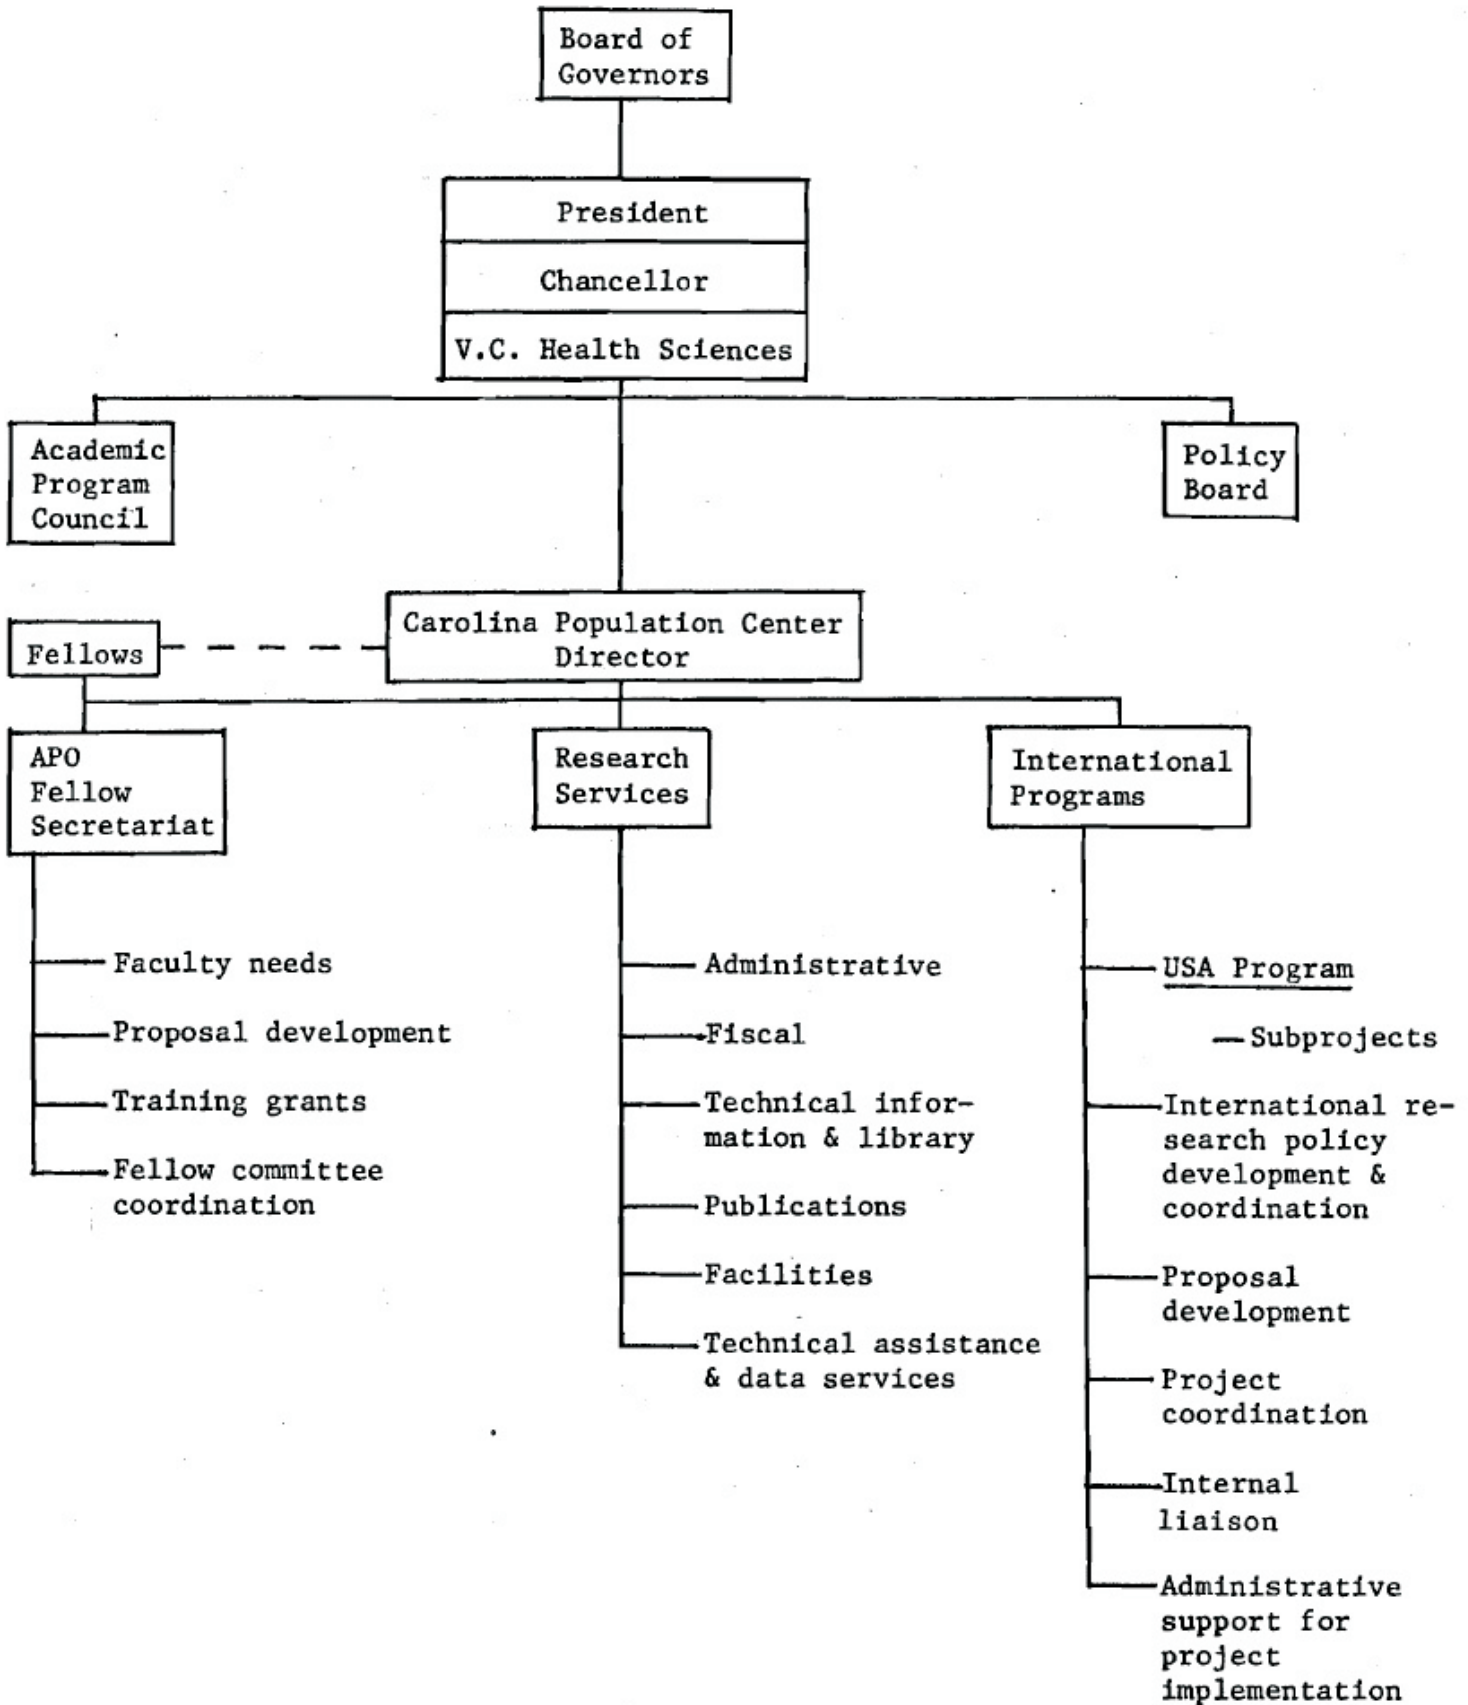 Board of
Governors
President
Chancellor
V.C. Health Sciences
Academic
Program
Council
Policy
Board
Fellows
Carolina Population Center
Director
APO
Fellow
Secretariat
Research
Services
International
Programs
Faculty needs
Proposal development
Training grants
Fellow committee
coordination
Administrative
Fiscal
Technical infor-
mation & library
Publications
Facilities
Technical assistance
& data services
USA Program
— Subprojects
International re-
search policy
development &
coordination
Proposal
development
Project
coordination
Internal
liaison
Administrative
support for
project
implementation